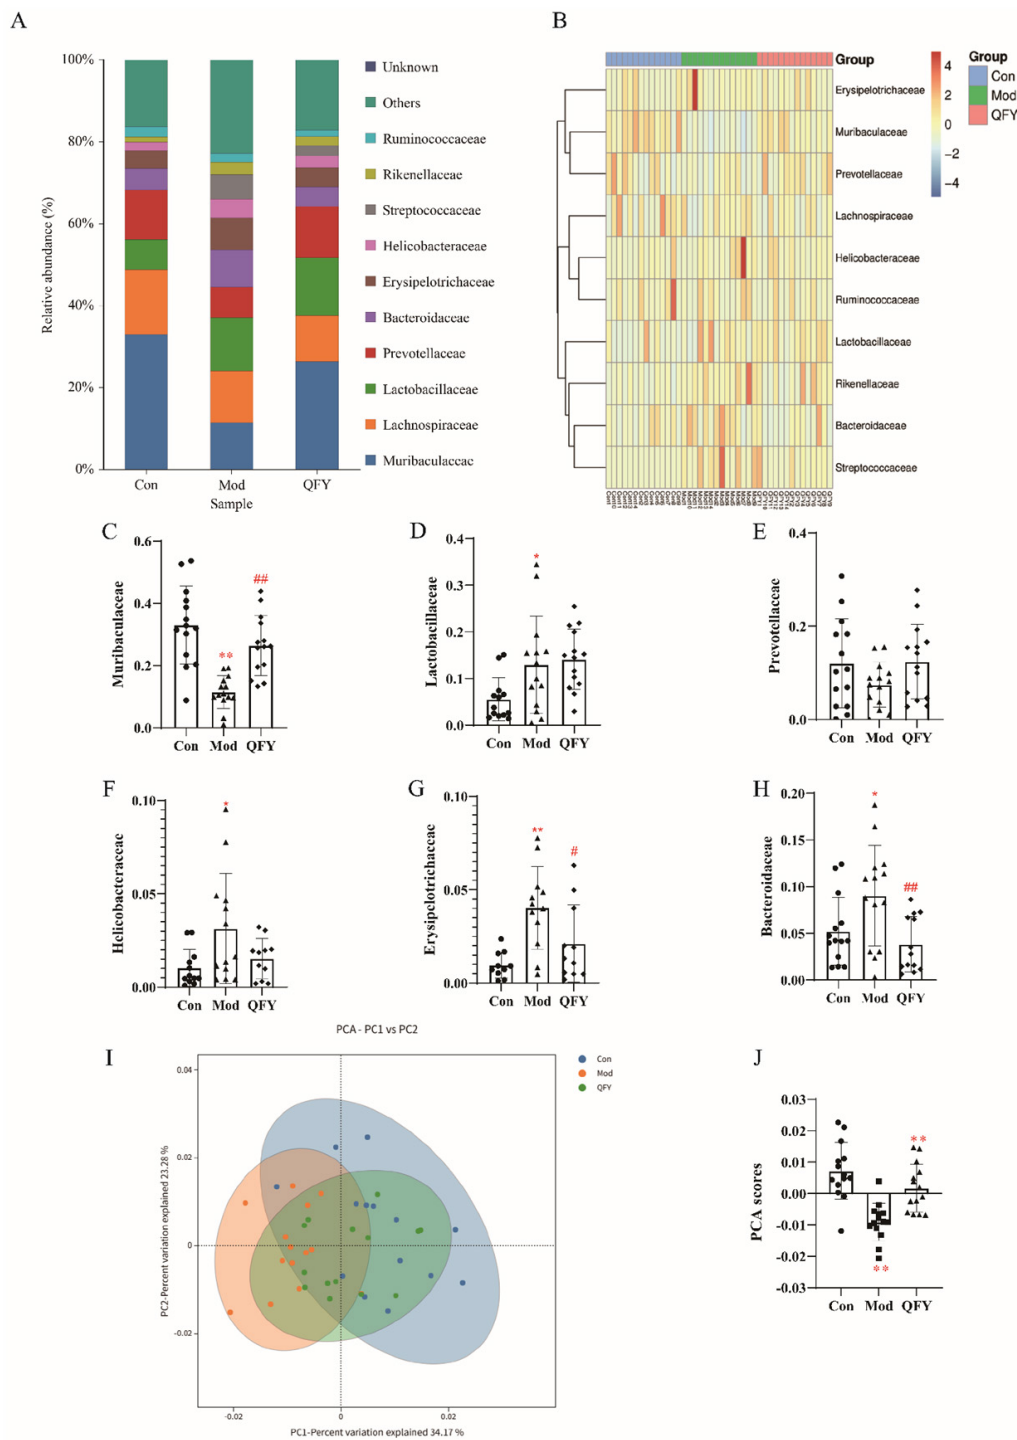 A
100%
80%
60%
40%
20%
0%
Relative abundance (%)
Con
Mod
QFY
Sample
Unknown
Others
Ruminococcaceae
Rikenellaceae
Streptococcaceae
Helicobacteraceae
Erysipelotrichaceae
Bacteroidaceae
Prevotellaceae
Lactobacillaceae
Lachnospiraceae
Muribaculaccac
B
Group
Erysipelotrichaceae
Muribaculaceae
Prevotellaceae
Lachnospiraceae
Helicobacteraceae
Ruminococcaceae
Lactobacillaceae
Rikenellaceae
Bacteroidaceae
Streptococcaceae
4
2
0
−2
−4
Group
Con
Mod
QFY
C
Muribaculaceae
0.6
0.4
0.2
0.0
**
##
Con Mod QFY
D
Lactobacillaceae
0.4
0.3
0.2
0.1
0.0
*
Con Mod QFY
E
Prevotellaccac
0.4
0.2
0.0
Con Mod QFY
F
Helicobacteraccac
0.10
0.05
0.00
*
Con Mod QFY
G
Erysipclotrichaccac
0.10
0.05
0.00
**
#
Con Mod QFY
H
Bacteroidaceae
0.20
0.15
0.10
0.05
0.00
*
##
Con Mod QFY
I
PCA - PC1 vs PC2
PC2-Percent variation explained 23.28 %
0.04
0.02
0
-0.02
-0.02
0
0.02
PC1-Percent variation explained 34.17 %
Con
Mod
QFY
J
PCA scores
0.03
0.02
0.01
0.00
-0.01
-0.02
-0.03
**
**
Con Mod QFY